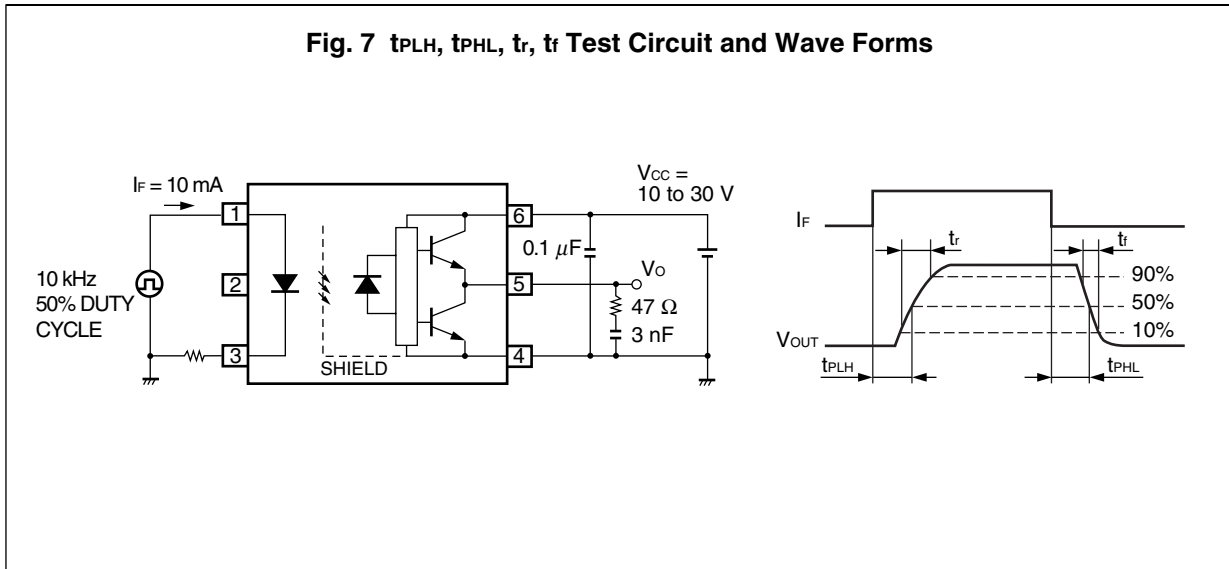 Fig. 7 tPLH, tPHL, tr, tf Test Circuit and Wave Forms
IF = 10 mA
1
2
3
10 kHz
50% DUTY
CYCLE
SHIELD
6
5
4
VCC =
10 to 30 V
0.1 μF
VO
47 Ω
3 nF
IF
tr
tf
90%
50%
10%
VOUT
tPLH
tPHL